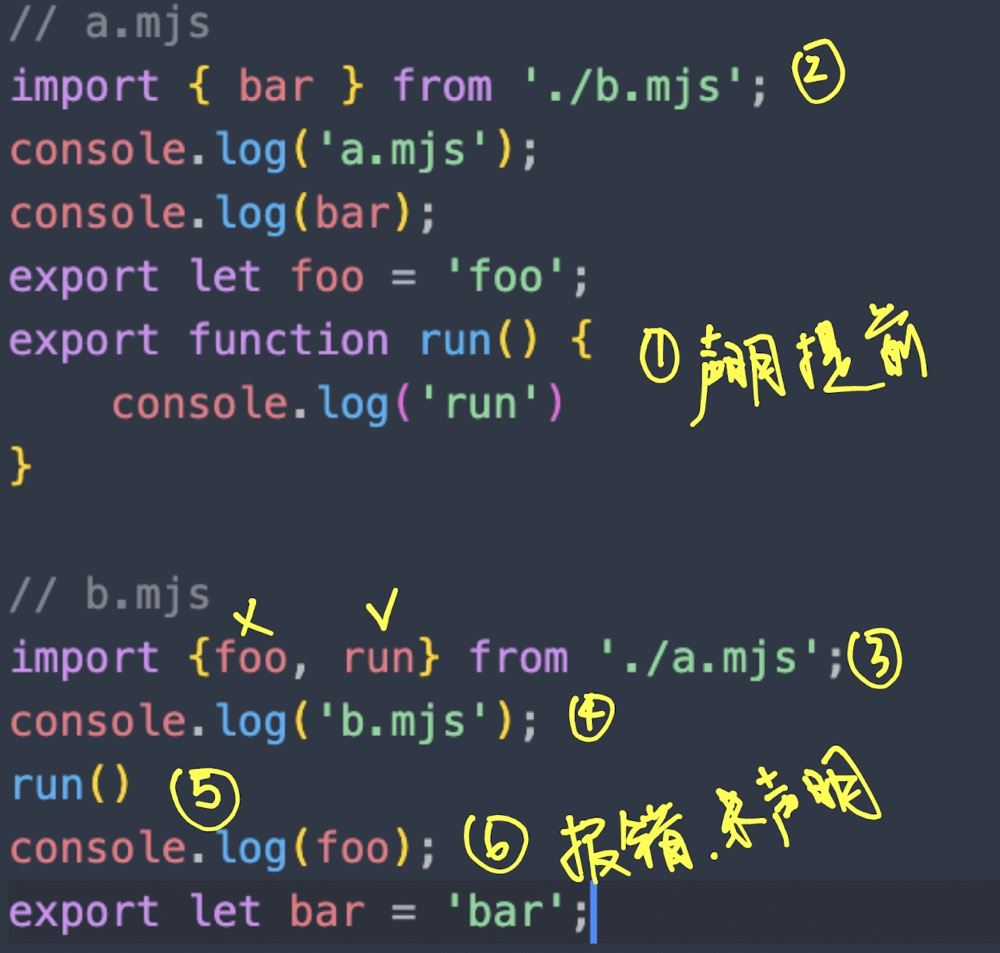 // a.mjs
import { bar } from './b.mjs'; ②
console.log('a.mjs');
console.log(bar);
export let foo = 'foo';
export function run() { ① 声明提前
    console.log('run')
}
// b.mjs
× ✓
import {foo, run} from './a.mjs'; ③
console.log('b.mjs'); ④
run() ⑤
console.log(foo); ⑥ 报错.未声明
export let bar = 'bar';